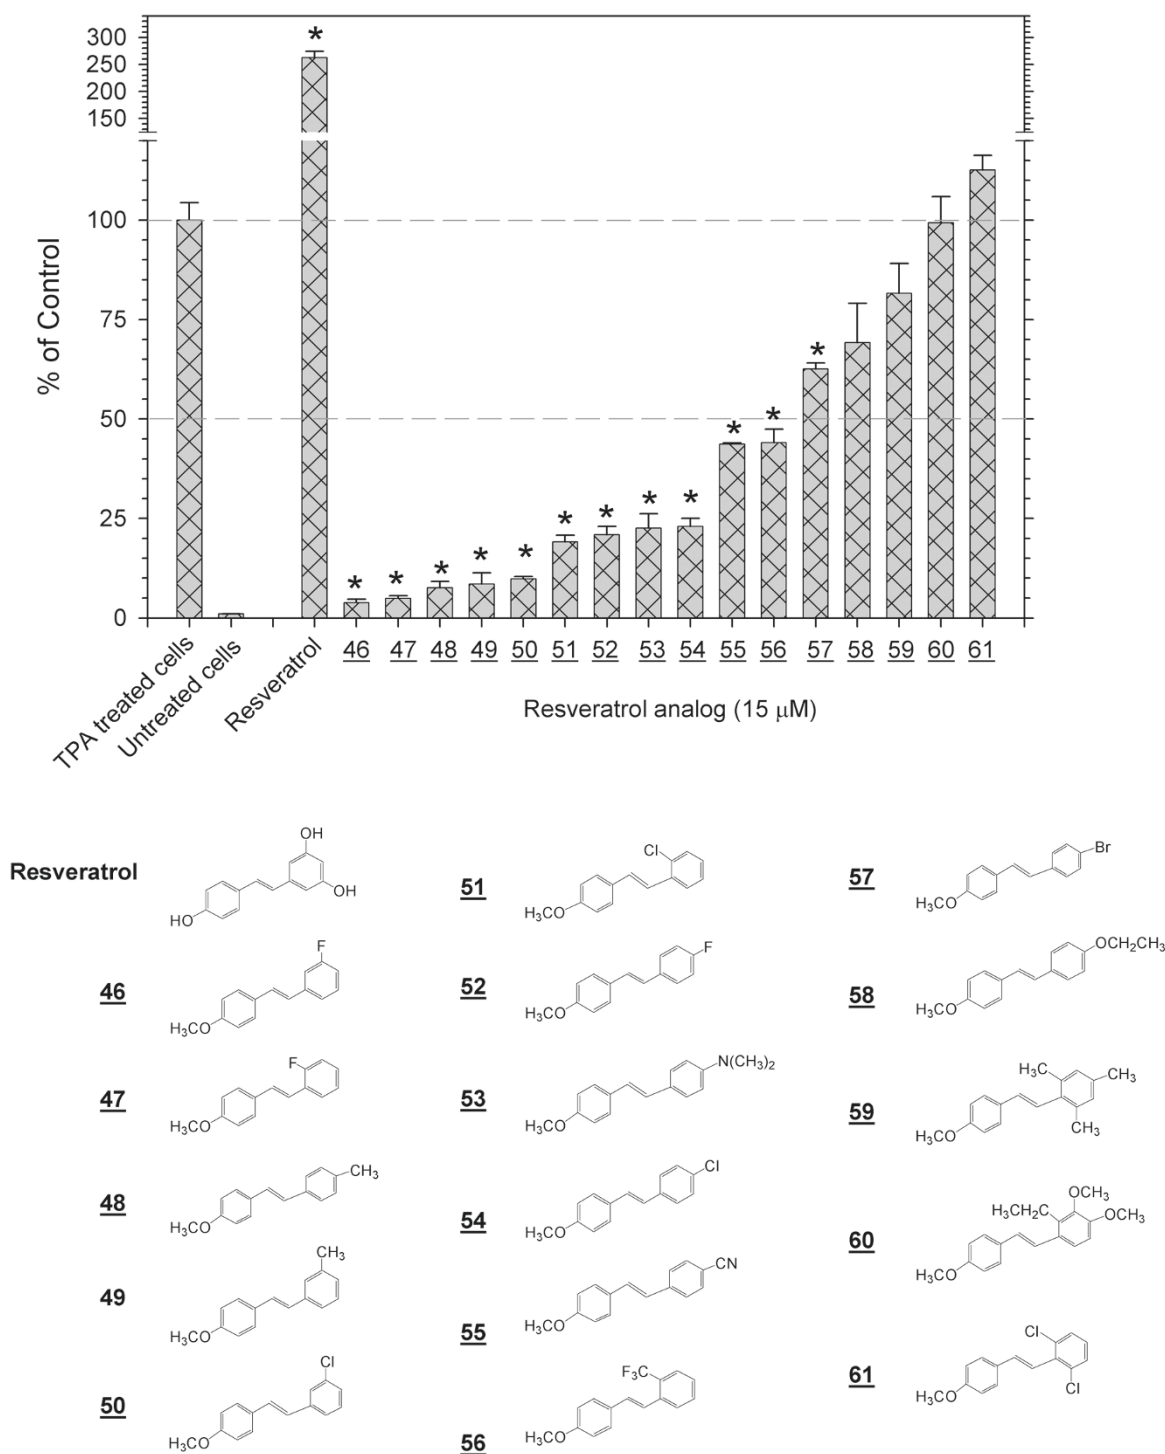 300
250
200
150
100
75
50
25
0
% of Control
*
* * * * * * * * * * * *
TPA treated cells
Untreated cells
Resveratrol
46 47 48 49 50 51 52 53 54 55 56 57 58 59 60 61
Resveratrol analog (15 μM)
Resveratrol
OH
OH
HO
46
F
H₃CO
47
F
H₃CO
48
CH₃
H₃CO
49
CH₃
H₃CO
50
Cl
H₃CO
51
Cl
H₃CO
52
F
H₃CO
53
N(CH₃)₂
H₃CO
54
Cl
H₃CO
55
CN
H₃CO
56
F₃C
H₃CO
57
Br
H₃CO
58
OCH₂CH₃
H₃CO
59
H₃C
CH₃
CH₃
H₃CO
60
OCH₃
H₃CH₂C
OCH₃
H₃CO
61
Cl
Cl
H₃CO